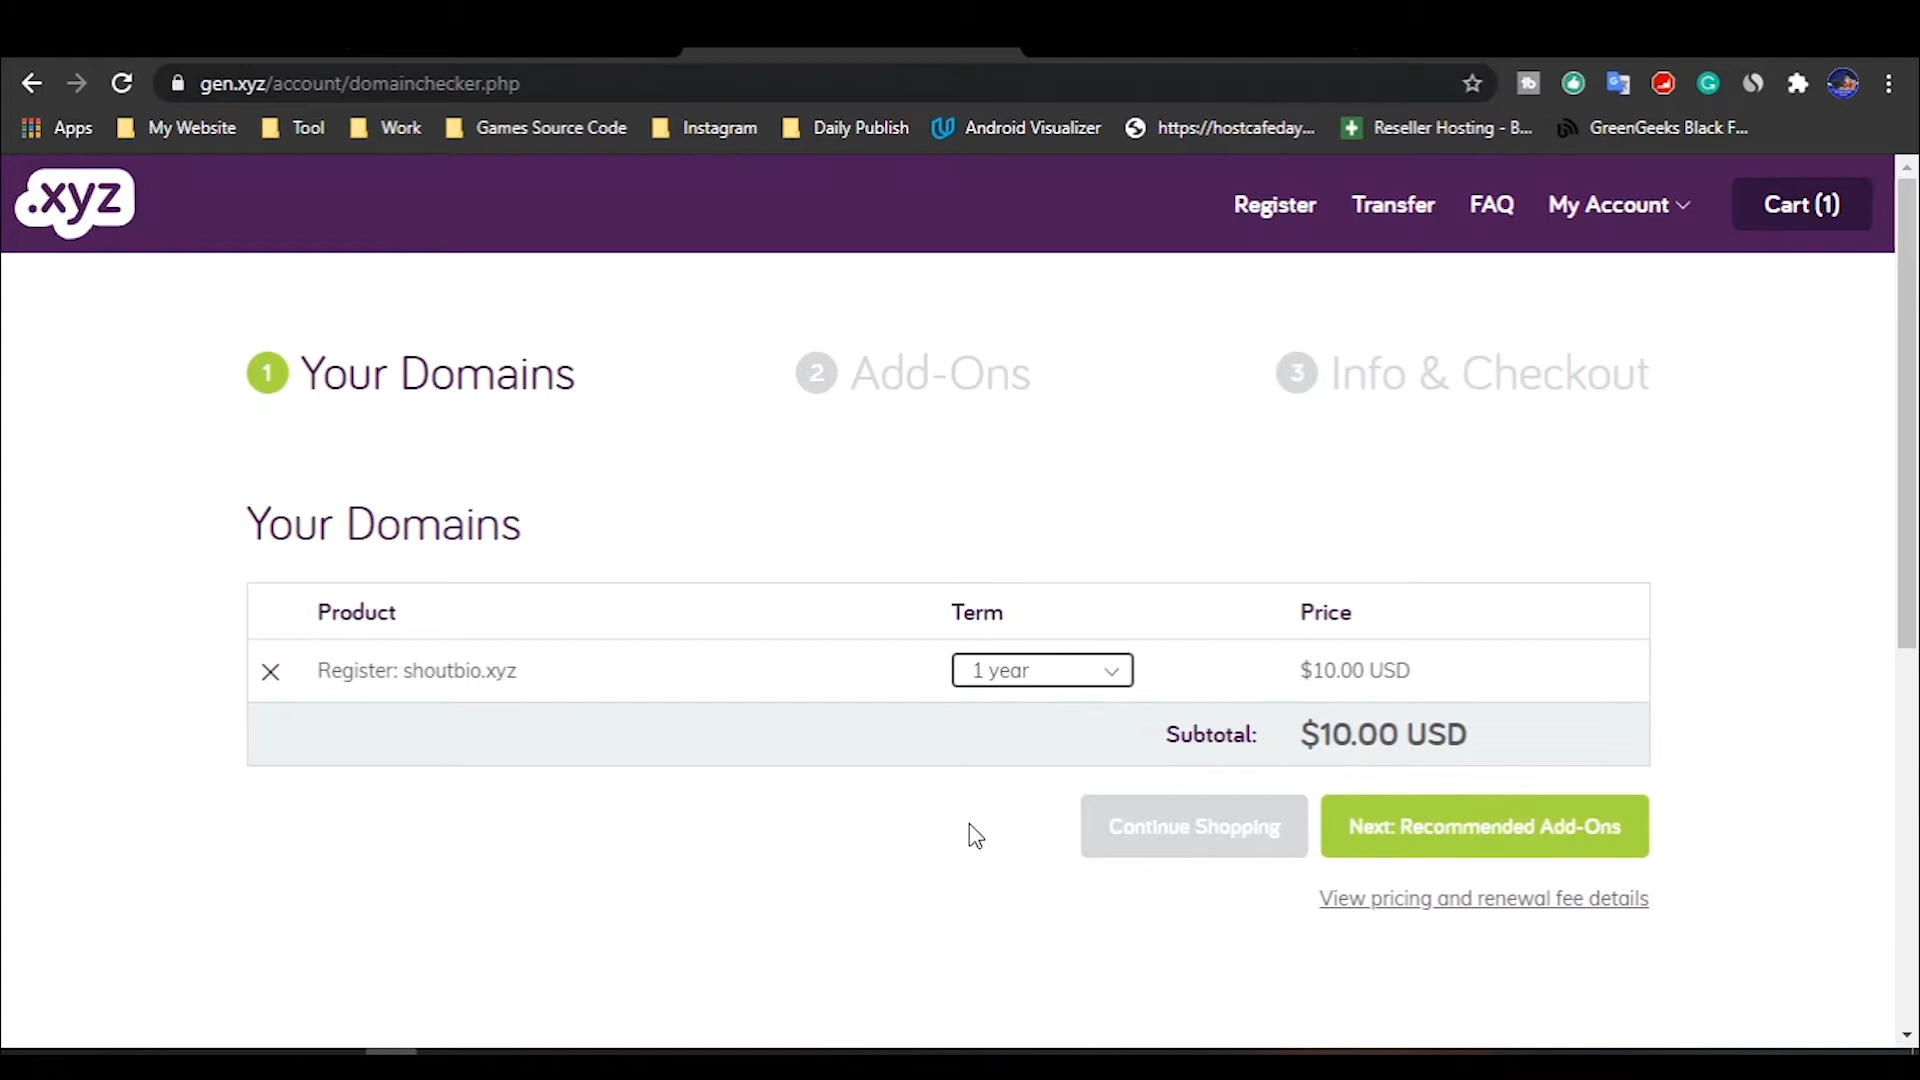 gen.xyz/account/domainchecker.php
Apps My Website Tool Work Games Source Code Instagram Daily Publish Android Visualizer https://hostcafeday... Reseller Hosting - B... GreenGeeks Black F...
.xyz Register Transfer FAQ My Account Cart (1)
1 Your Domains 2 Add-Ons 3 Info & Checkout
Your Domains
Product Term Price
Register: shoutbio.xyz 1 year $10.00 USD
Subtotal: $10.00 USD
Continue Shopping Next: Recommended Add-Ons
View pricing and renewal fee details